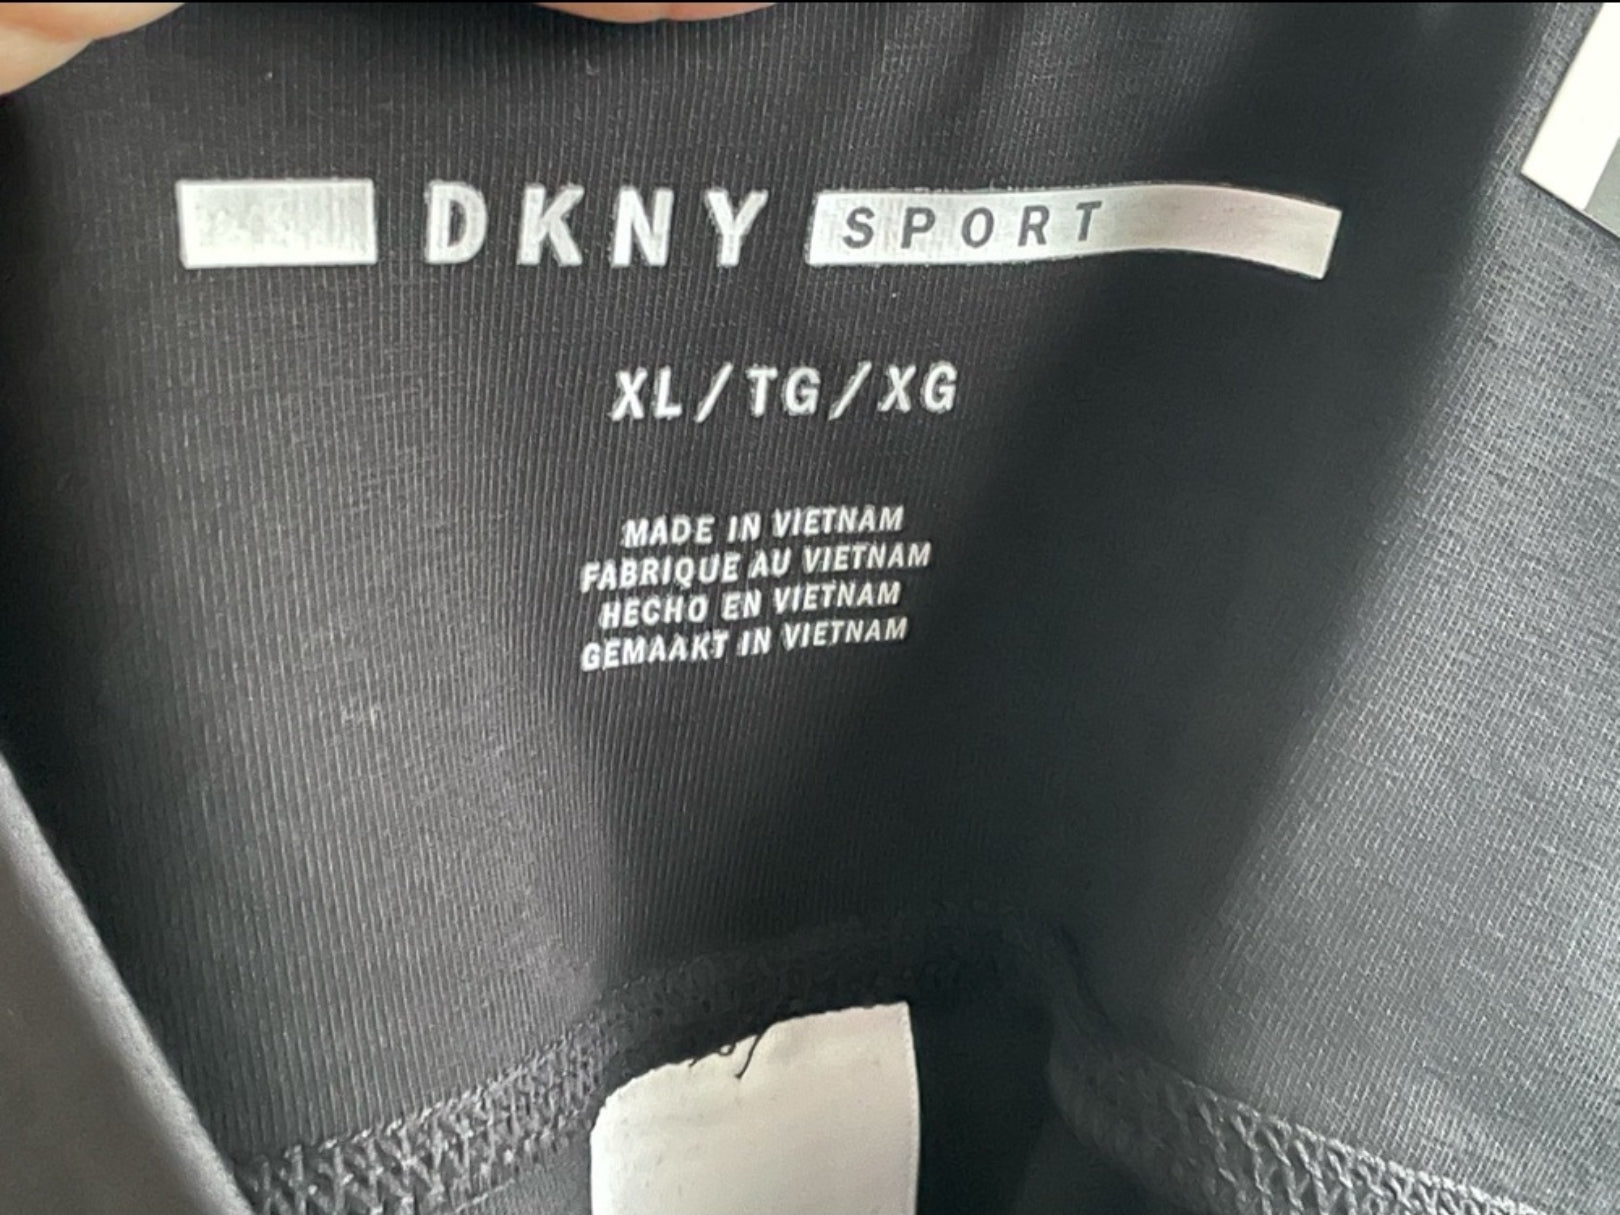 DKNY SPORT
XL/TG/XG
MADE IN VIETNAM
FABRIQUE AU VIETNAM
HECHO EN VIETNAM
GEMAAKT IN VIETNAM